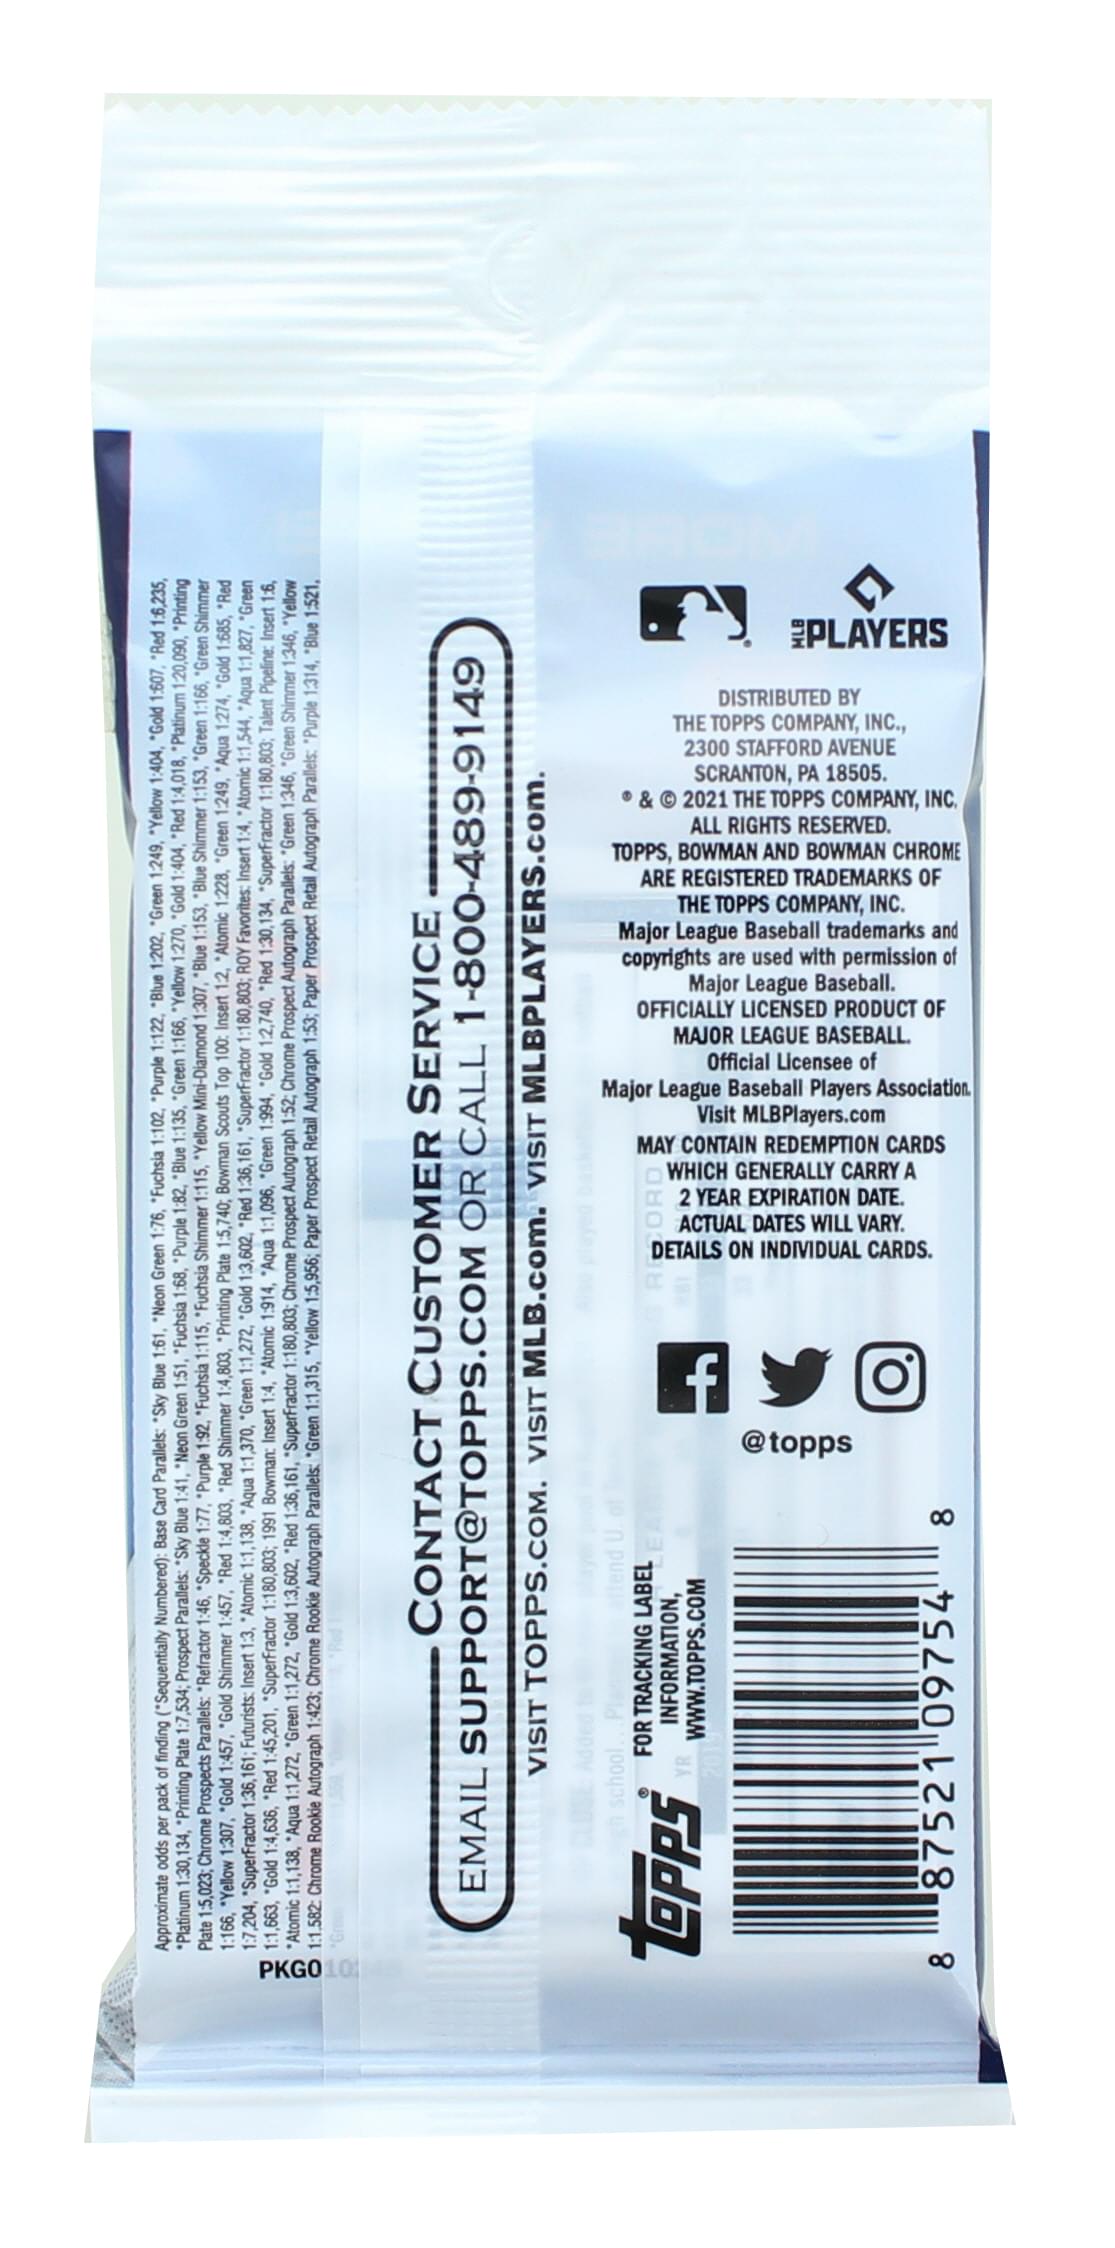 Approximate odds per pack of finding (*Sequentially Numbered): Base Card Parallels: *Sky Blue 1:61, *Neon Green 1:76, *Fuchsia 1:102, *Purple 1:122, *Blue 1:202, *Green 1:249, *Yellow 1:404, *Gold 1:607, *Red 1:6,235,
*Platinum 1:30,134, *Printing Plate 1:7,534; Prospect Parallels: *Sky Blue 1:41, *Neon Green 1:51, *Fuchsia 1:68, *Purple 1:82, *Blue 1:135, *Green 1:166, *Yellow 1:270, *Gold 1:404, *Red 1:4,018, *Platinum 1:20,090, *Printing
Plate 1:5,023; Chrome Prospects Parallels: *Refractor 1:46, *Speckle 1:77, *Purple 1:92, *Fuchsia 1:115, *Fuchsia Shimmer 1:115, *Yellow Mini-Diamond 1:307, *Blue 1:153, *Blue Shimmer 1:153, *Green 1:166, *Green Shimmer
1:166, *Yellow 1:307, *Gold 1:457, *Gold Shimmer 1:457, *Red 1:4,803, *Red Shimmer 1:4,803, *Printing Plate 1:5,740; Bowman Scouts Top 100: Insert 1:2, *Atomic 1:228, *Green 1:249, *Aqua 1:274, *Gold 1:685, *Red
1:7,204, *SuperFractor 1:36,161; Futurists: Insert 1:3, *Atomic 1:1,138, *Aqua 1:1,370, *Green 1:1,272, *Gold 1:3,602, *Red 1:36,161, *SuperFractor 1:180,803; ROY Favorites: Insert 1:4, *Atomic 1:1,544, *Aqua 1:1,827, *Green
1:1,663, *Gold 1:4,636, *Red 1:45,201, *SuperFractor 1:180,803; 1991 Bowman: Insert 1:4, *Atomic 1:914, *Aqua 1:1,096, *Green 1:994, *Gold 1:2,740, *Red 1:30,134, *SuperFractor 1:180,803; Talent Pipeline: Insert 1:6,
*Atomic 1:1,138, *Aqua 1:1,272, *Green 1:1,272, *Gold 1:3,602, *Red 1:36,161, *SuperFractor 1:180,803; Chrome Prospect Autograph 1:52; Chrome Prospect Autograph Parallels: *Green 1:346, *Green Shimmer 1:346, *Yellow
1:1,582; Chrome Rookie Autograph 1:423; Chrome Rookie Autograph Parallels: *Green 1:1,315, *Yellow 1:5,956; Paper Prospect Retail Autograph 1:53; Paper Prospect Retail Autograph Parallels: *Purple 1:314, *Blue 1:521,
PKG010
CONTACT CUSTOMER SERVICE
EMAIL SUPPORT@TOPPS.COM OR CALL 1-800-489-9149
VISIT TOPPS.COM. VISIT MLB.com. VISIT MLBPLAYERS.com.
MLB PLAYERS
DISTRIBUTED BY
THE TOPPS COMPANY, INC.,
2300 STAFFORD AVENUE
SCRANTON, PA 18505.
® & © 2021 THE TOPPS COMPANY, INC.
ALL RIGHTS RESERVED.
TOPPS, BOWMAN AND BOWMAN CHROME
ARE REGISTERED TRADEMARKS OF
THE TOPPS COMPANY, INC.
Major League Baseball trademarks and
copyrights are used with permission of
Major League Baseball.
OFFICIALLY LICENSED PRODUCT OF
MAJOR LEAGUE BASEBALL.
Official Licensee of
Major League Baseball Players Association.
Visit MLBPlayers.com
MAY CONTAIN REDEMPTION CARDS
WHICH GENERALLY CARRY A
2 YEAR EXPIRATION DATE.
ACTUAL DATES WILL VARY.
DETAILS ON INDIVIDUAL CARDS.
@topps
topps®
FOR TRACKING LABEL
INFORMATION,
WWW.TOPPS.COM
8 87521 09754 8